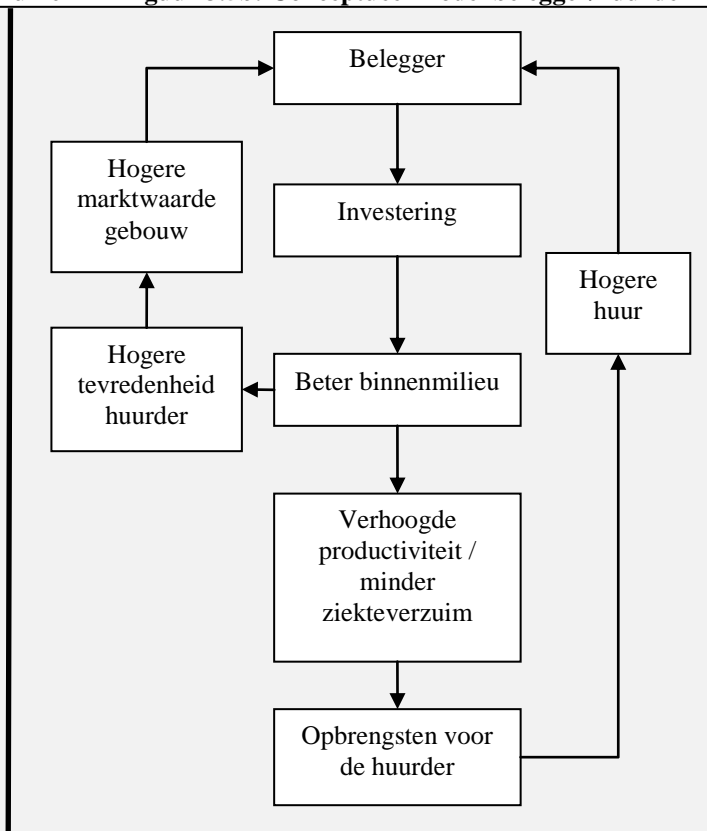 Belegger
Hogere
marktwaarde
gebouw
Investering
Hogere
huur
Hogere
tevredenheid
huurder
Beter binnenmilieu
Verhoogde
productiviteit /
minder
ziekteverzuim
Opbrengsten voor
de huurder